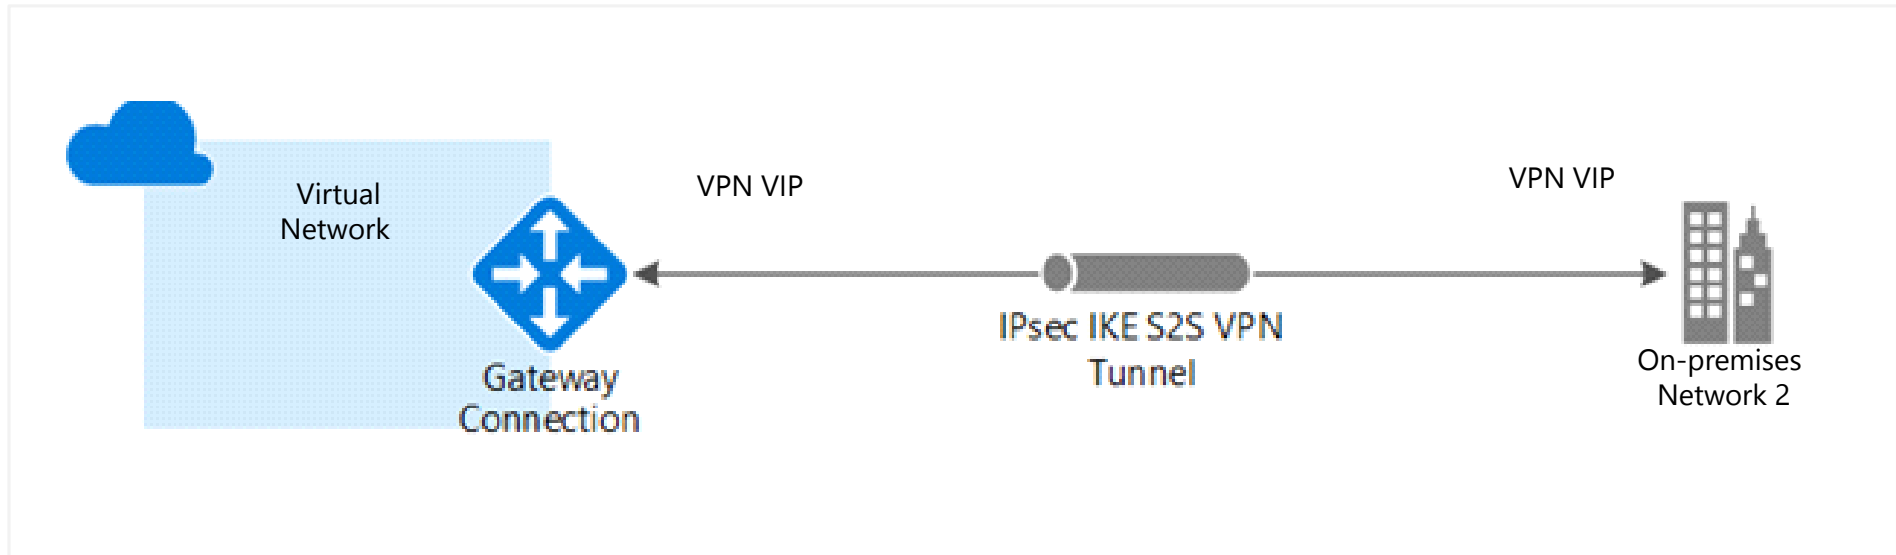 Virtual
Network
VPN VIP
VPN VIP
IPsec IKE S2S VPN
Tunnel
Gateway
Connection
On-premises
Network 2